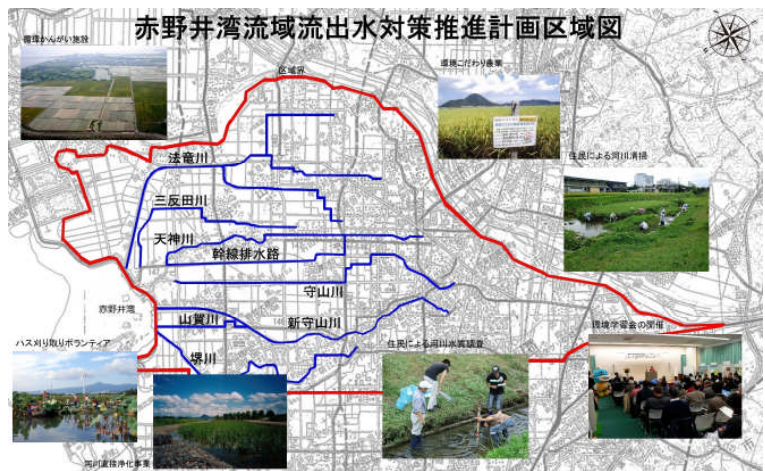 赤野井湾流域流出水対策推進計画区域図
循環かんがい施設
区域界
環境こだわり農業
住民による河川清掃
法竜川
三反田川
天神川
幹線排水路
守山川
赤野井湾
山賀川
新守山川
環境学習会の開催
ハス刈り取りボランティア
堺川
住民による河川水質調査
河川直接浄化事業